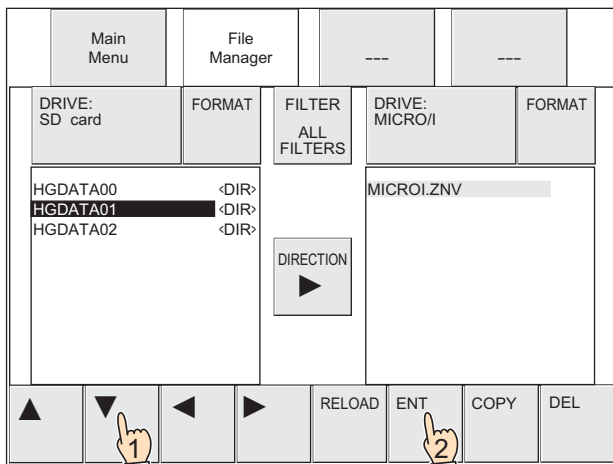 Main
Menu
File
Manager
---
---
DRIVE:
SD card
FORMAT
FILTER
ALL
FILTERS
DRIVE:
MICRO/I
FORMAT
HGDATA00 <DIR>
HGDATA01 <DIR>
HGDATA02 <DIR>
MICROI.ZNV
DIRECTION
RELOAD
ENT
COPY
DEL
1
2